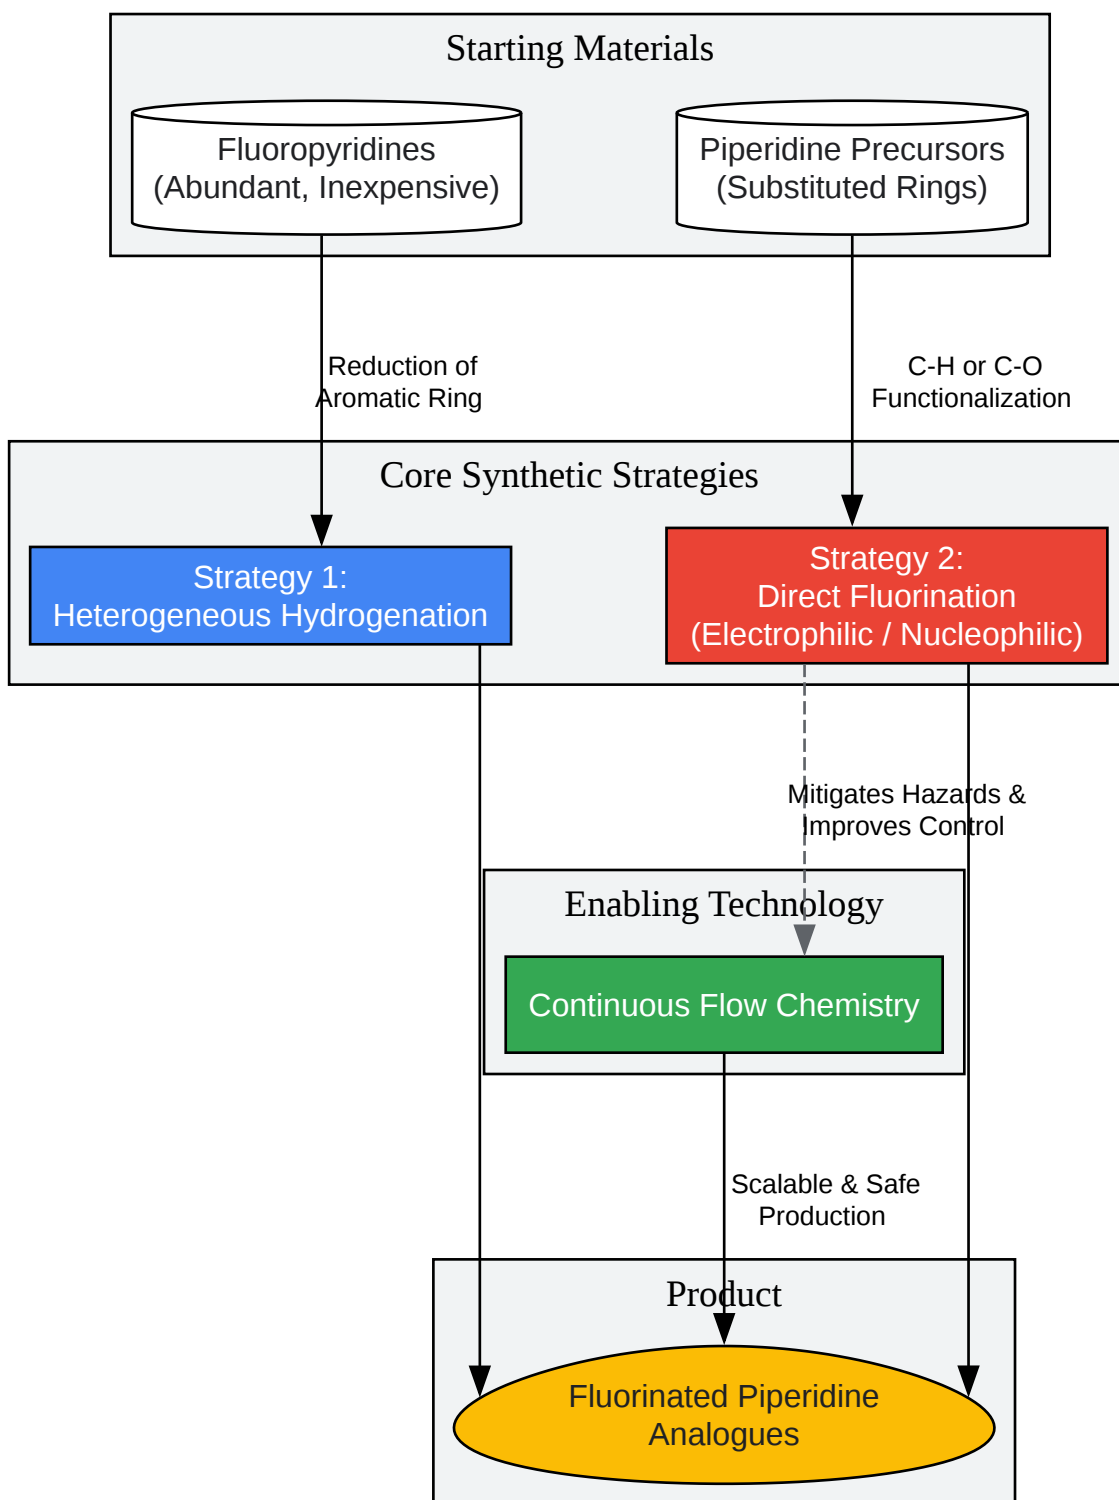 Starting Materials
Fluoropyridines
(Abundant, Inexpensive)
Piperidine Precursors
(Substituted Rings)
Reduction of
Aromatic Ring
C-H or C-O
Functionalization
Core Synthetic Strategies
Strategy 1:
Heterogeneous Hydrogenation
Strategy 2:
Direct Fluorination
(Electrophilic / Nucleophilic)
Mitigates Hazards &
Improves Control
Enabling Technology
Continuous Flow Chemistry
Scalable & Safe
Production
Product
Fluorinated Piperidine
Analogues